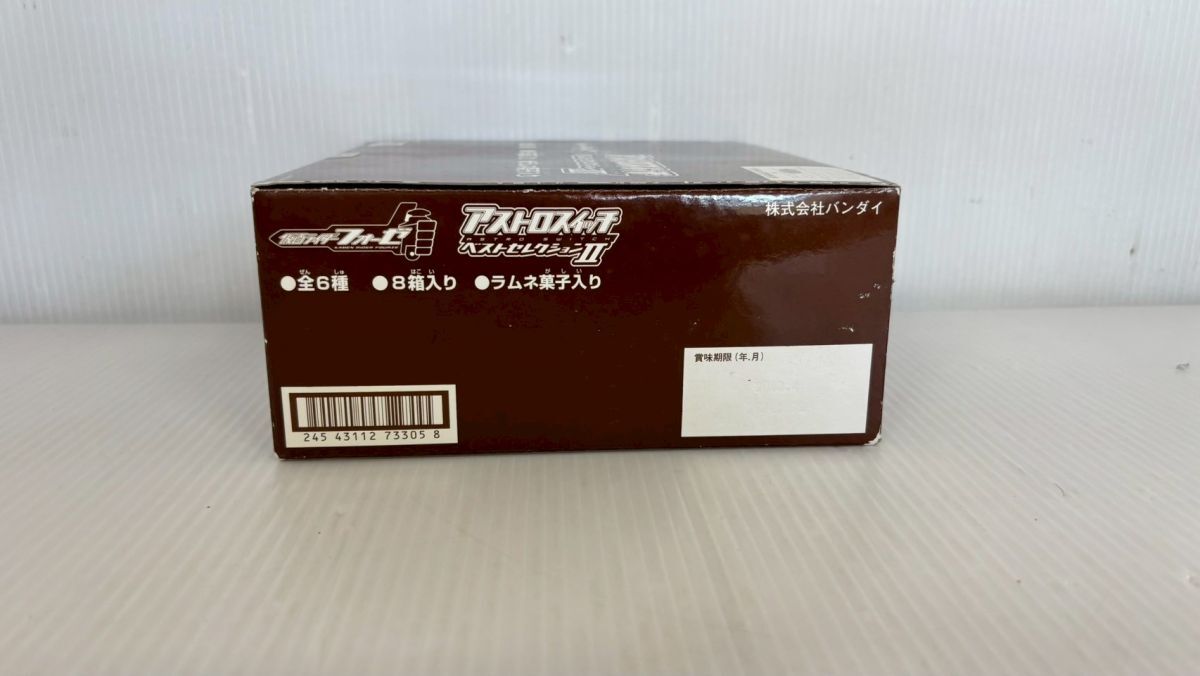 仮面ライダーフォーゼ
KAMEN RIDER FOURZE
アストロスイッチ
ASTRO SWITCH
ベストセレクションII
株式会社バンダイ
●全6種 ●8箱入り ●ラムネ菓子入り
賞味期限(年.月)
245 43112 73305 8